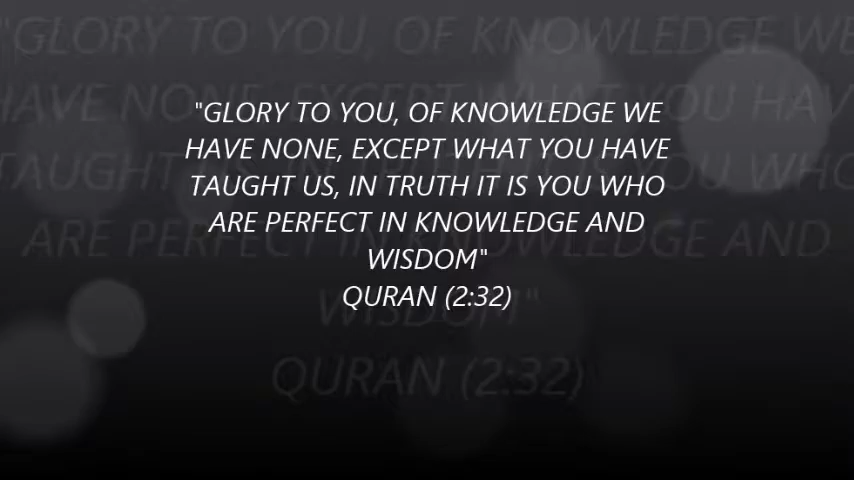 "GLORY TO YOU, OF KNOWLEDGE WE
HAVE NONE, EXCEPT WHAT YOU HAVE
TAUGHT US, IN TRUTH IT IS YOU WHO
ARE PERFECT IN KNOWLEDGE AND
WISDOM"
QURAN (2:32)